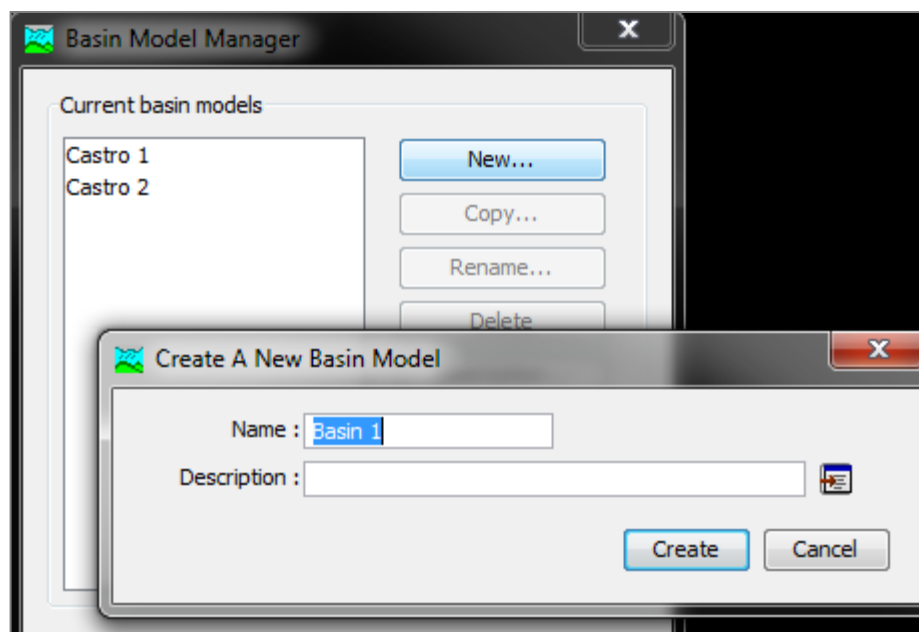 Basin Model Manager
Current basin models
Castro 1
Castro 2
New...
Copy...
Rename...
Delete
Create A New Basin Model
Name : Basin 1
Description :
Create Cancel